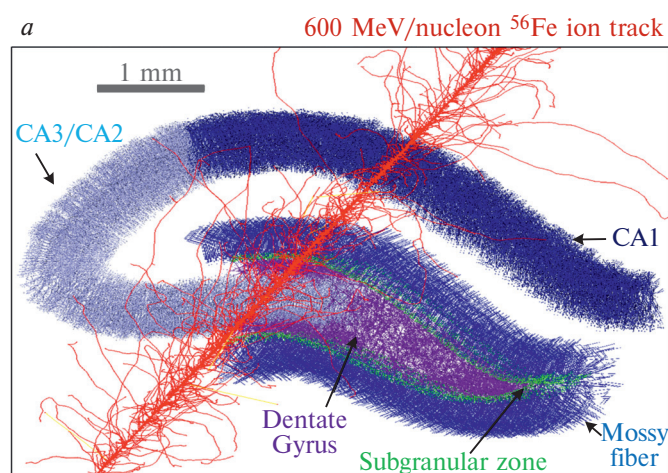 a
600 MeV/nucleon ⁵⁶Fe ion track
1 mm
CA3/CA2
CA1
Dentate
Gyrus
Subgranular zone
Mossy
fiber